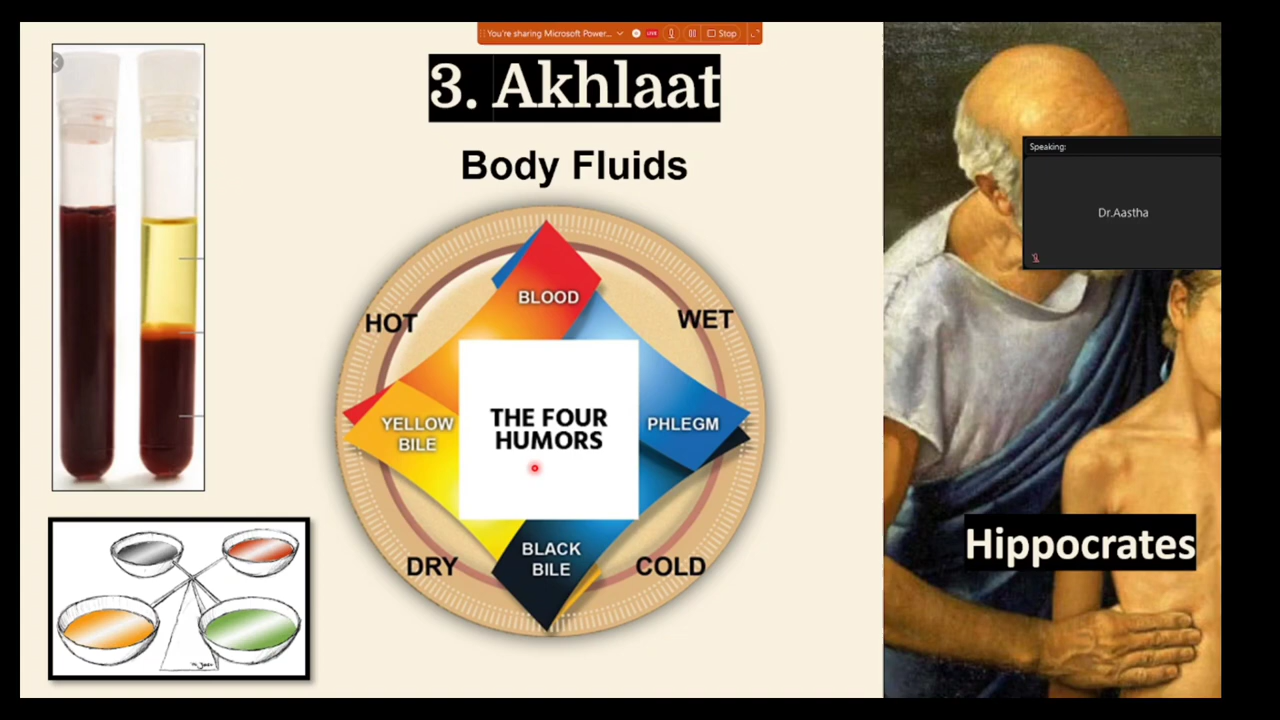 You're sharing Microsoft Power...
LIVE
Stop
3. Akhlaat
Body Fluids
BLOOD
HOT
WET
YELLOW
BILE
THE FOUR
HUMORS
PHLEGM
BLACK
BILE
DRY
COLD
Speaking:
Dr.Aastha
Hippocrates